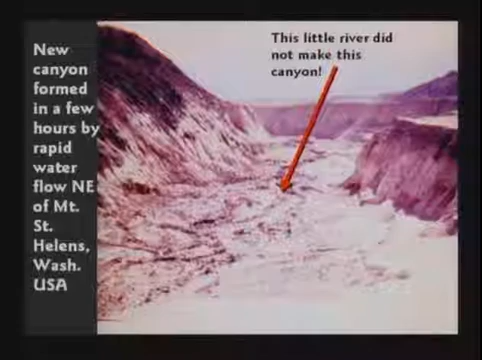 New
canyon
formed
in a few
hours by
rapid
water
flow NE
of Mt.
St.
Helens,
Wash.
USA
This little river did
not make this
canyon!